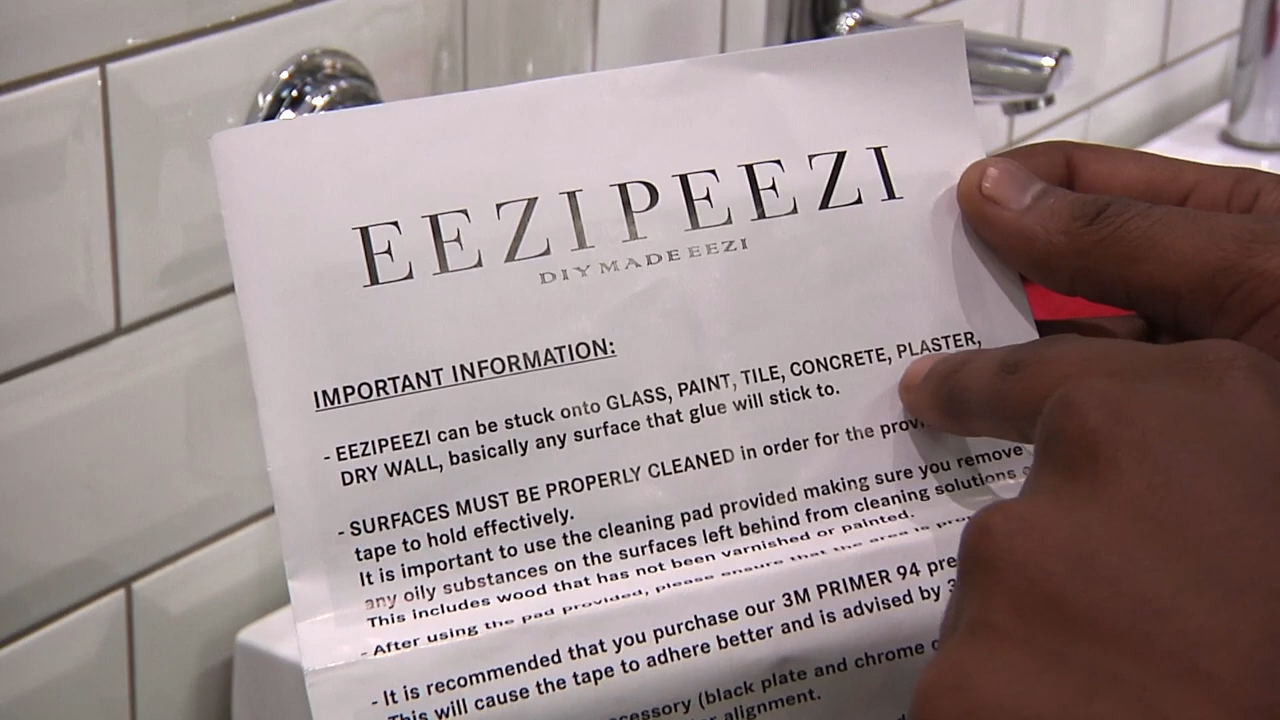 EEZIPEEZI
DIY MADE EEZI
IMPORTANT INFORMATION:
- EEZIPEEZI can be stuck onto GLASS, PAINT, TILE, CONCRETE, PLASTER,
DRY WALL, basically any surface that glue will stick to.
- SURFACES MUST BE PROPERLY CLEANED in order for the
tape to hold effectively.
It is important to use the cleaning pad provided making sure you remove
any oily substances on the surfaces left behind from cleaning solutions
This includes wood that has not been varnished or painted.
- After using the pad provided, please ensure that the area is
- It is recommended that you purchase our 3M PRIMER 94
This will cause the tape to adhere better and is advised by
(black plate and chrome
alignment.